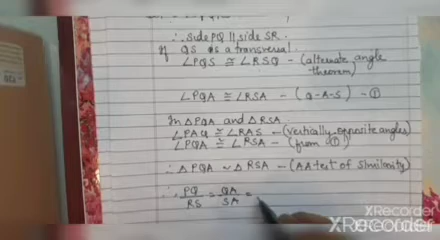 ∴ side PQ || side SR.
If QS is a transversal.
∠PQS ≅ ∠RSQ - (alternate angle
theorem)
∠PQA ≅ ∠RSA - (Q-A-S) - ①
In △PQA and △RSA
∠PAQ ≅ ∠RAS - (vertically opposite angles)
∠PQA ≅ ∠RSA - (from ①)
∴ △PQA ~ △RSA - (AA test of similarity)
∴ PQ/RS = QA/SA =
XRecorder
XRecorder